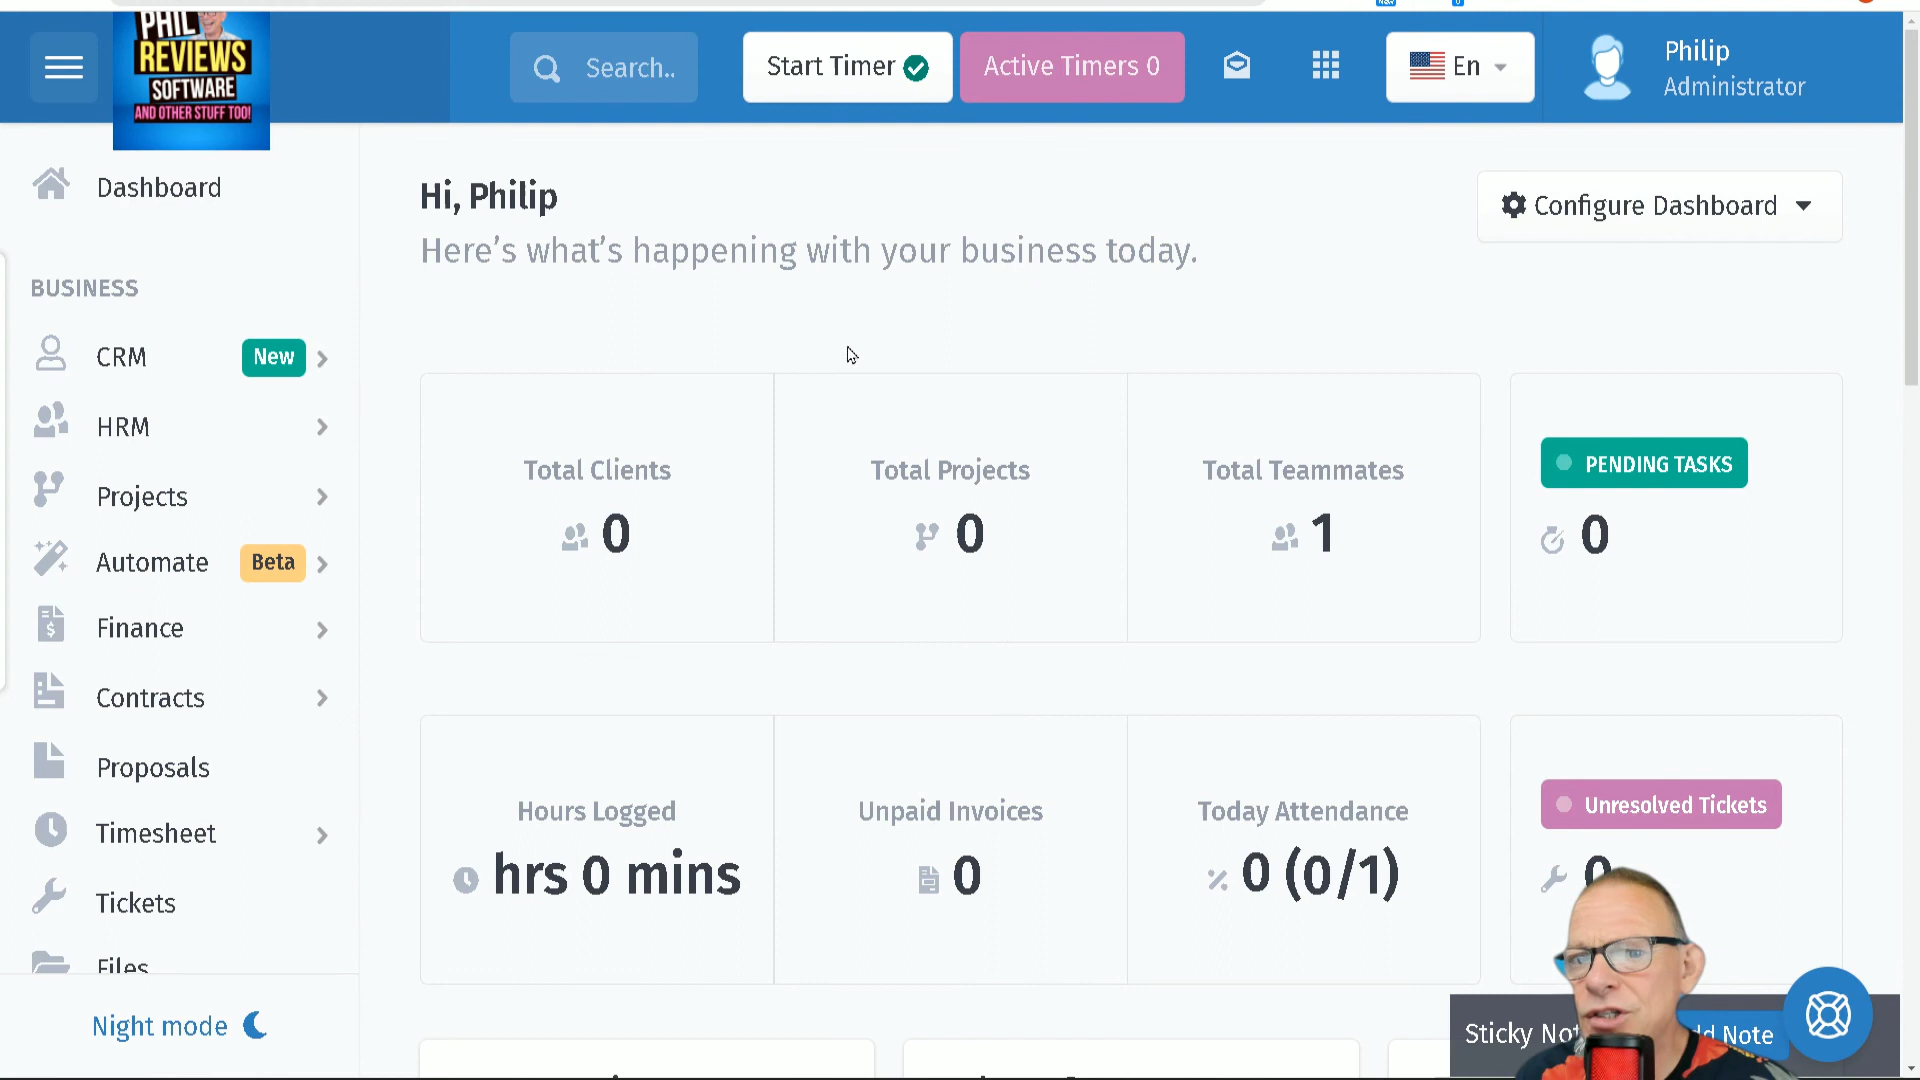 PHIL
REVIEWS
SOFTWARE
AND OTHER STUFF TOO!
Search..
Start Timer
Active Timers 0
En
Philip
Administrator
Dashboard
BUSINESS
CRM
New
HRM
Projects
Automate
Beta
Finance
Contracts
Proposals
Timesheet
Tickets
Files
Night mode
Hi, Philip
Here's what's happening with your business today.
Configure Dashboard
Total Clients
0
Total Projects
0
Total Teammates
1
PENDING TASKS
0
Hours Logged
hrs 0 mins
Unpaid Invoices
0
Today Attendance
0 (0/1)
Unresolved Tickets
0
Sticky Not
dd Note